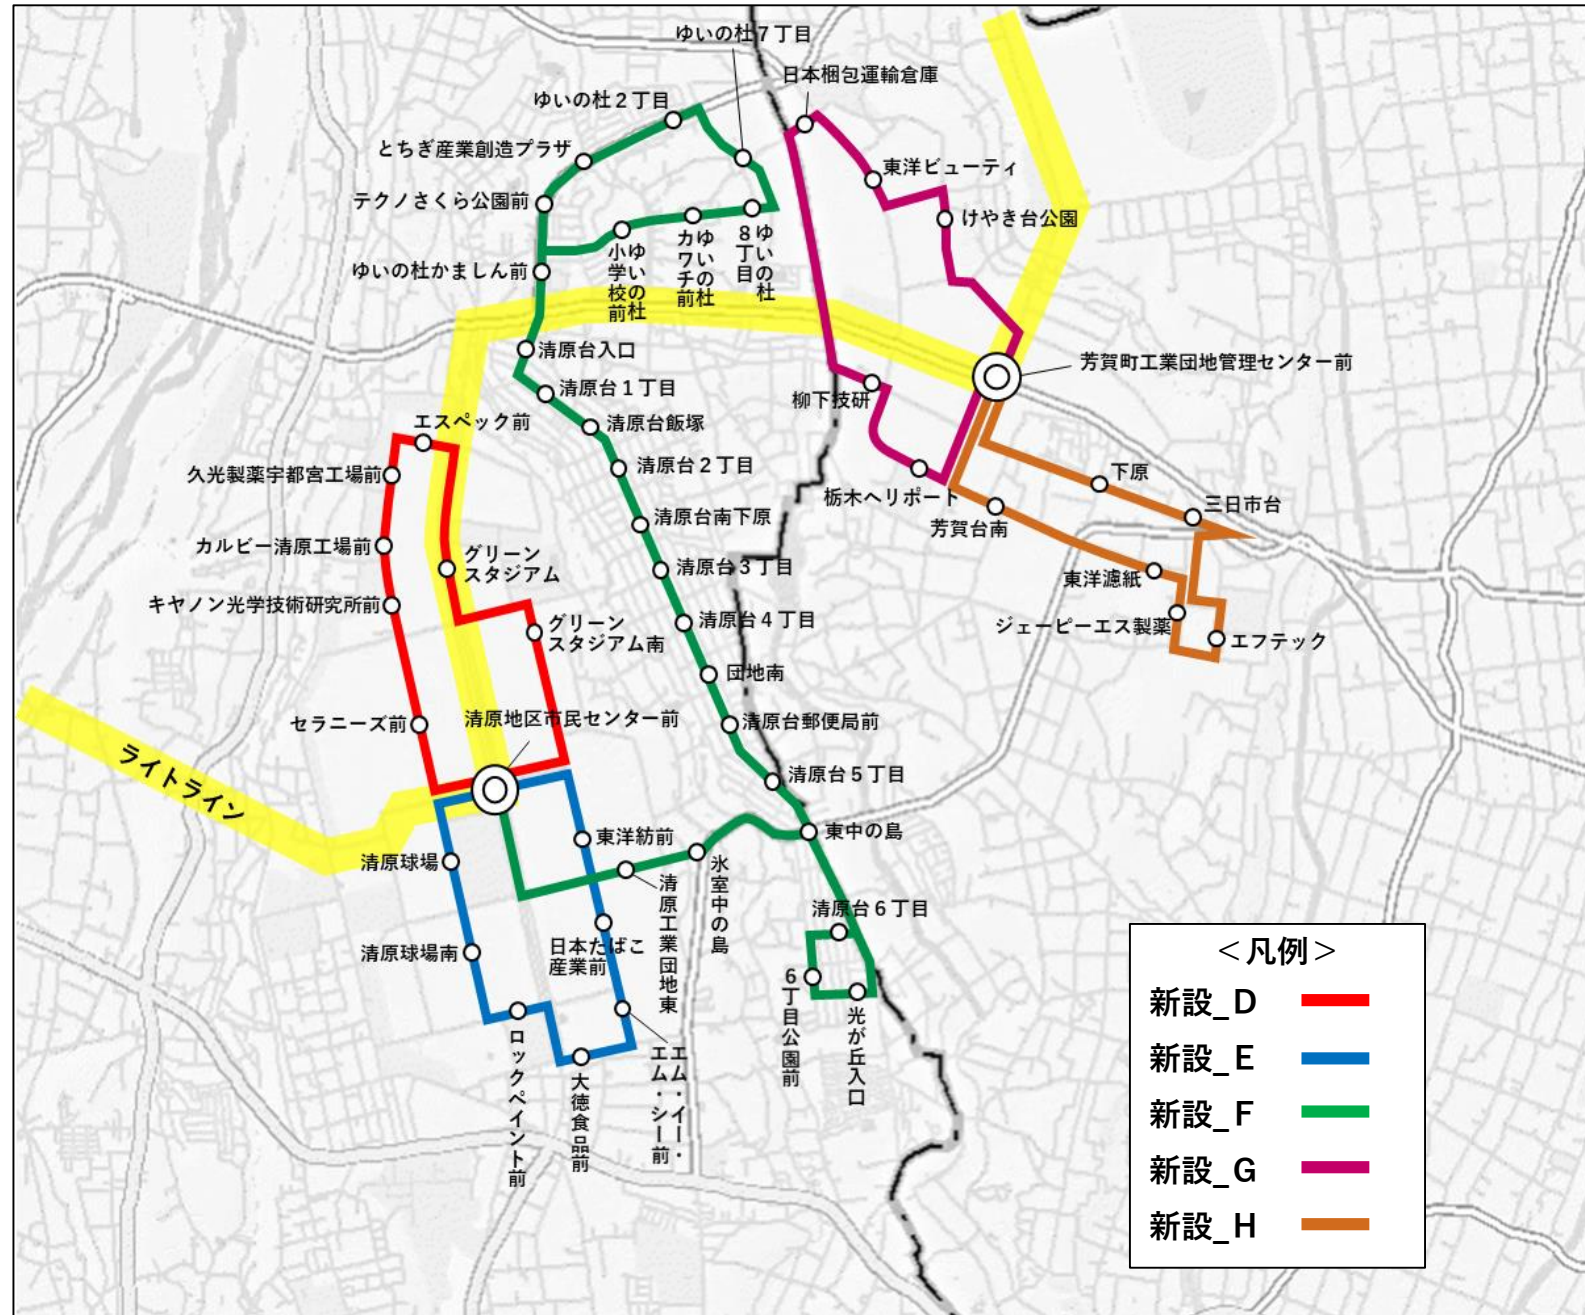 ゆいの杜７丁目
日本梱包運輸倉庫
ゆいの杜２丁目
とちぎ産業創造プラザ
東洋ビューティ
テクノさくら公園前
けやき台公園
ゆいの杜
小学校前
ゆいの杜
カワチ前
ゆいの杜
８丁目
ゆいの杜かましん前
清原台入口
芳賀町工業団地管理センター前
清原台１丁目
柳下技研
エスペック前
清原台飯塚
久光製薬宇都宮工場前
清原台２丁目
下原
栃木ヘリポート
三日市台
清原台南下原
芳賀台南
カルビー清原工場前
グリーン
スタジアム
清原台３丁目
東洋濾紙
キヤノン光学技術研究所前
グリーン
スタジアム南
清原台４丁目
ジェーピーエス製薬
エフテック
団地南
セラニーズ前
清原地区市民センター前
清原台郵便局前
ライトライン
清原台５丁目
東洋紡前
東中の島
清原球場
氷室中の島
清原工業団地東
清原台６丁目
清原球場南
日本たばこ
産業前
６丁目公園前
光が丘入口
ロックペイント前
大徳食品前
エム・イー・
エム・シー前
＜凡例＞
新設_D
新設_E
新設_F
新設_G
新設_H